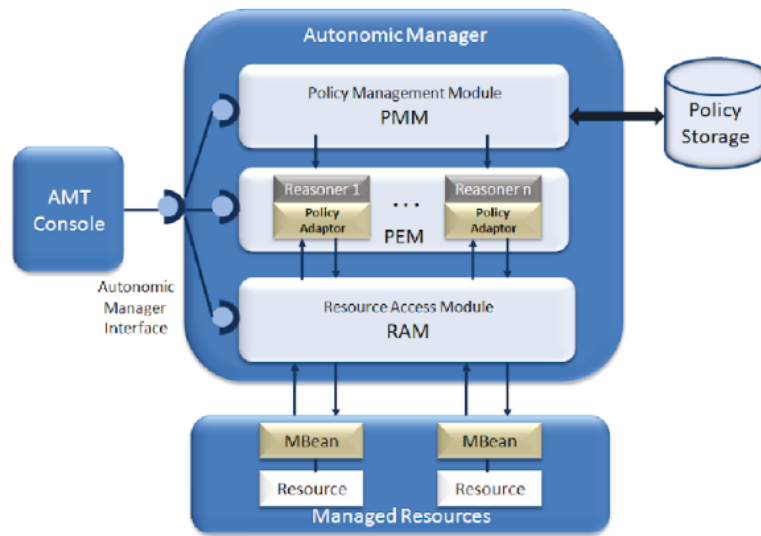 Autonomic Manager
Policy Management Module
PMM
Policy
Storage
AMT
Console
Reasoner 1
Policy
Adaptor
...
Reasoner n
Policy
Adaptor
PEM
Autonomic
Manager
Interface
Resource Access Module
RAM
MBean
MBean
Resource
Resource
Managed Resources